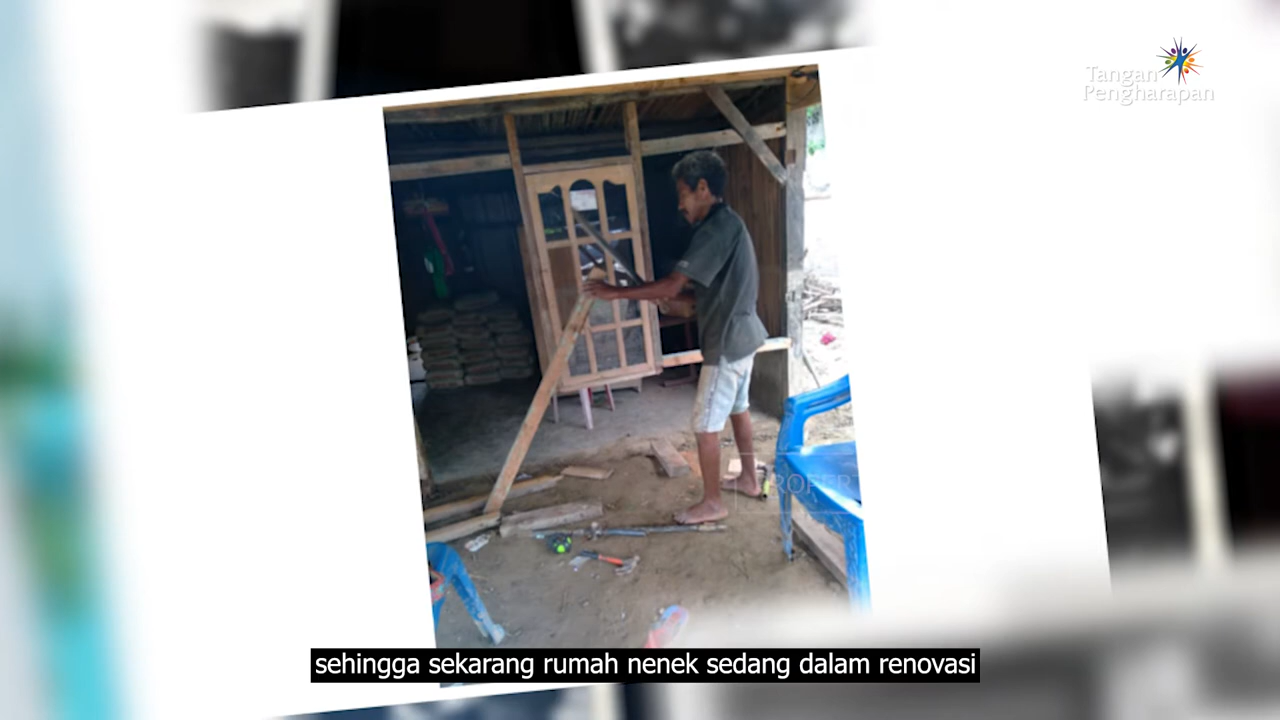 Tangan
Pengharapan
sehingga sekarang rumah nenek sedang dalam renovasi